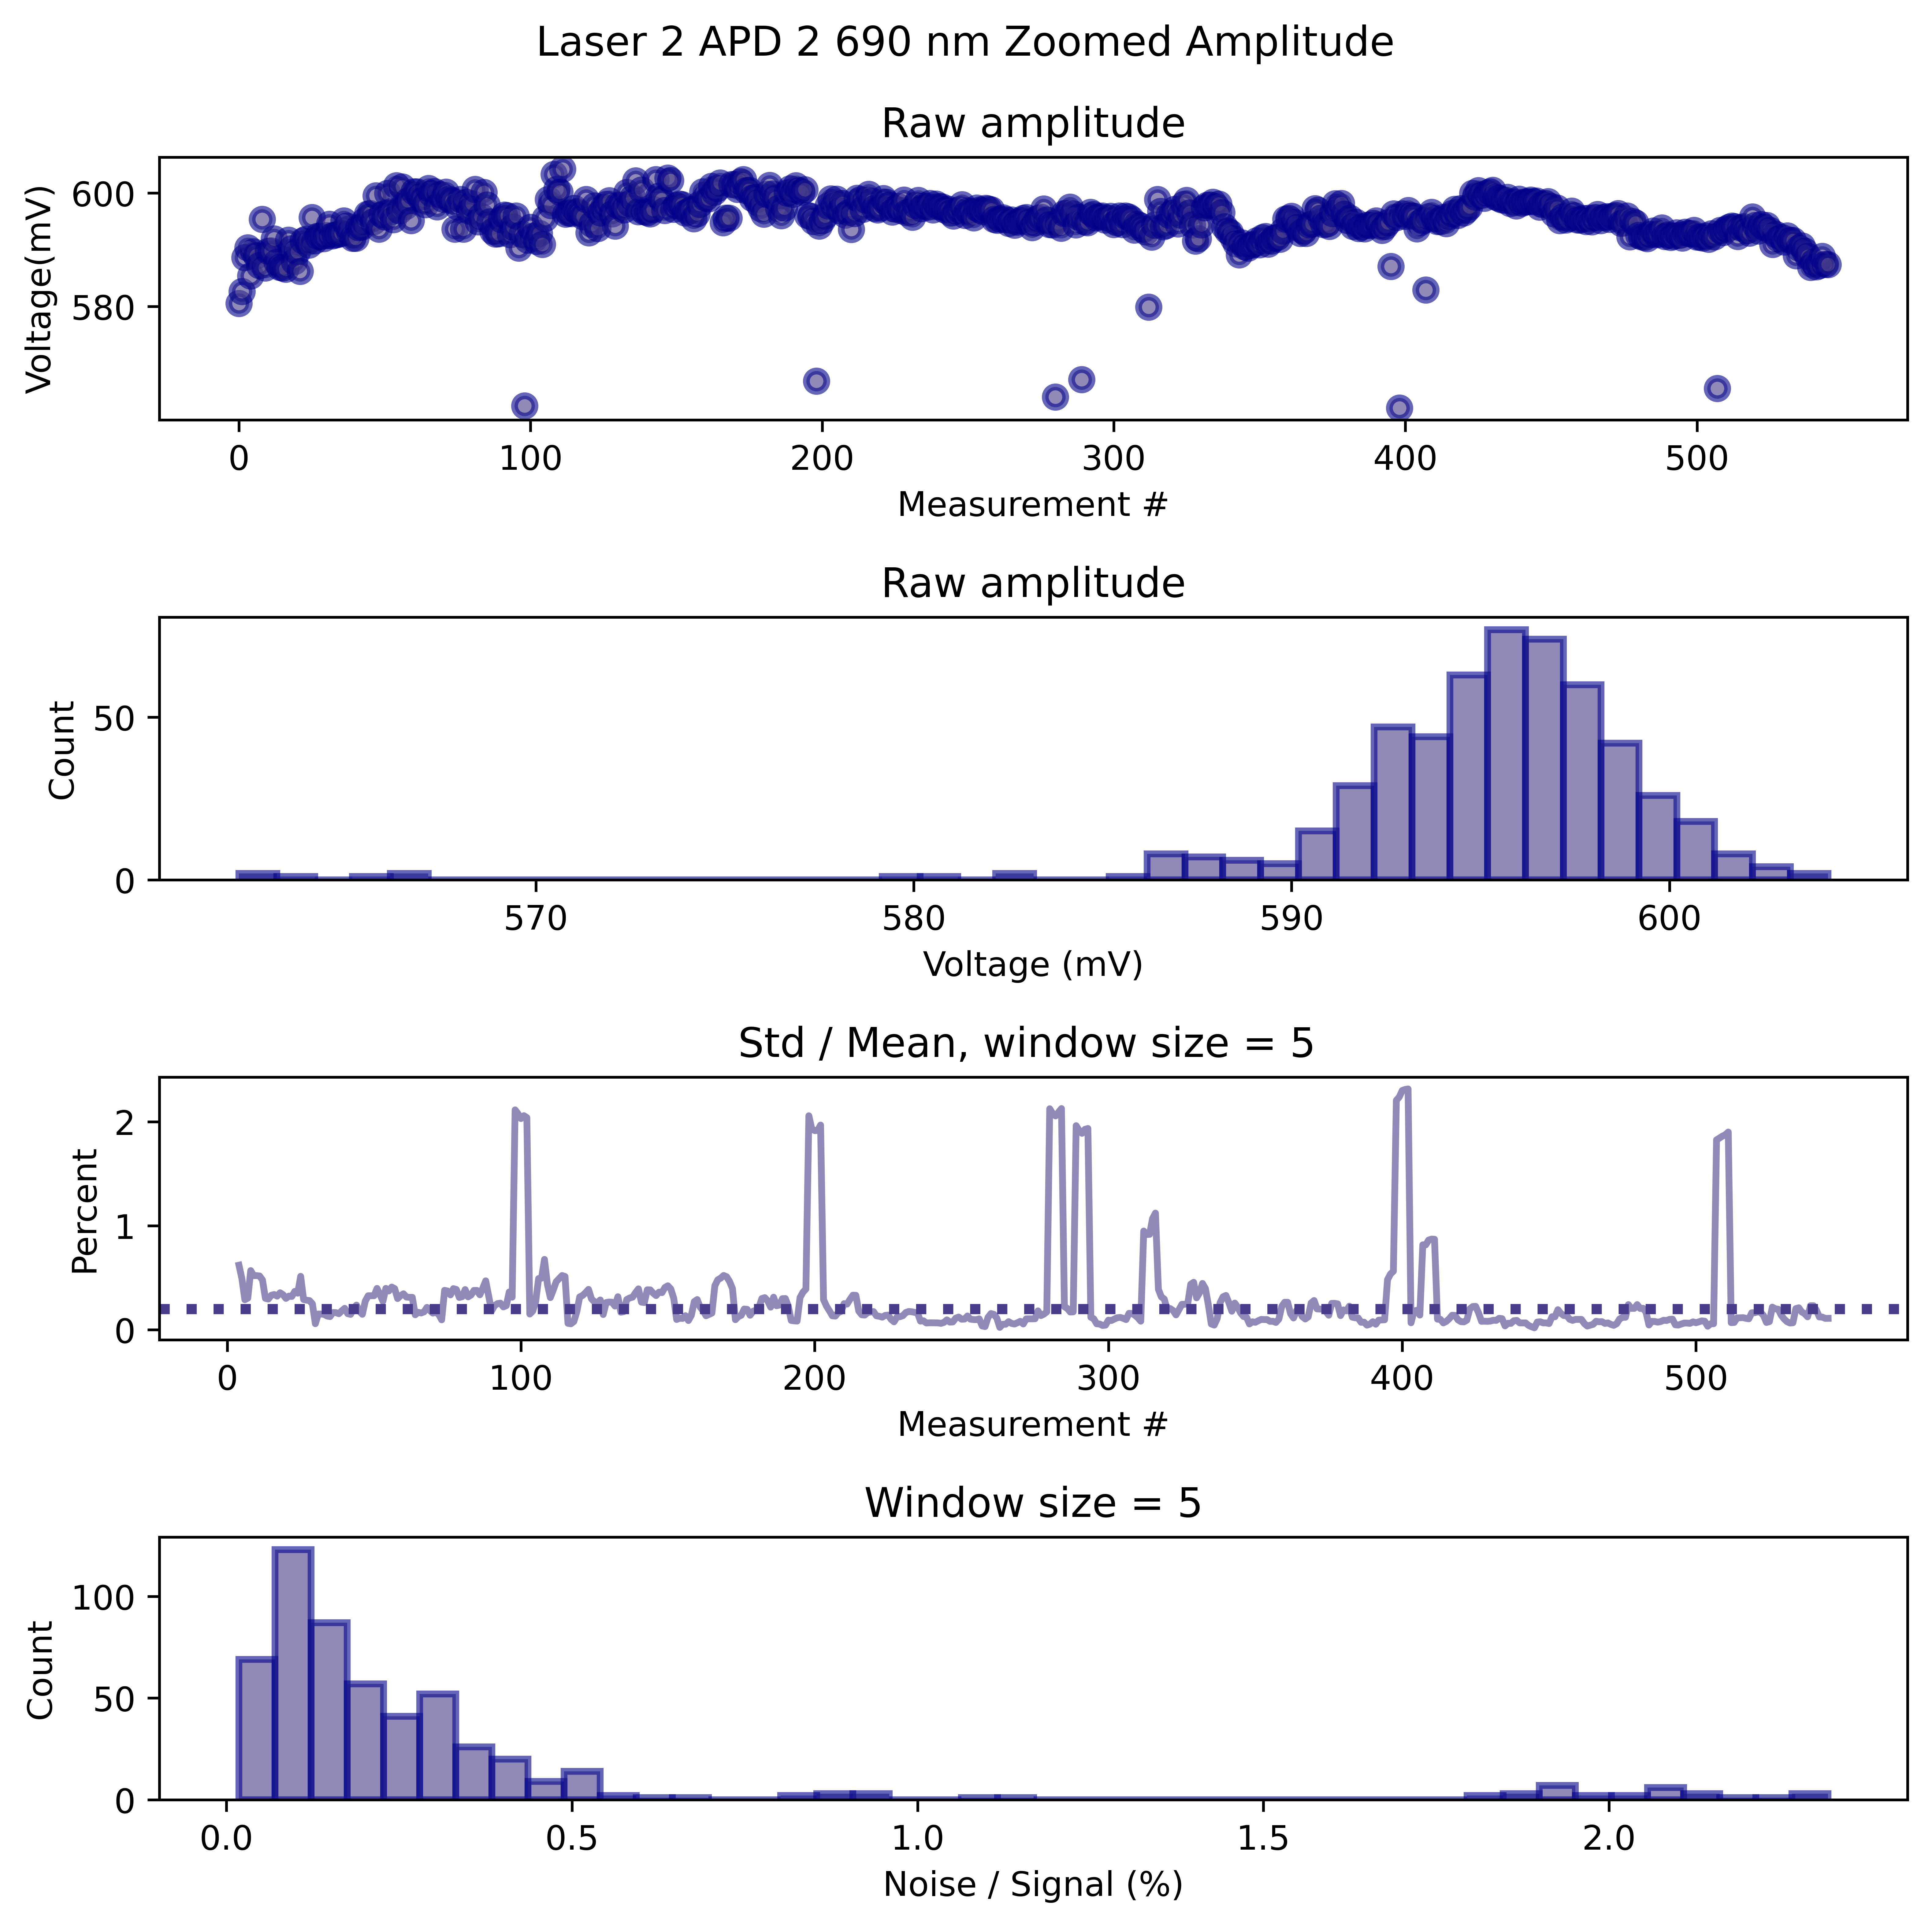 Laser 2 APD 2 690 nm Zoomed Amplitude
Raw amplitude
Voltage(mV)
600
580
0 100 200 300 400 500
Measurement #
Raw amplitude
Count
50
0
570 580 590 600
Voltage (mV)
Std / Mean, window size = 5
Percent
2
1
0
0 100 200 300 400 500
Measurement #
Window size = 5
Count
100
50
0
0.0 0.5 1.0 1.5 2.0
Noise / Signal (%)